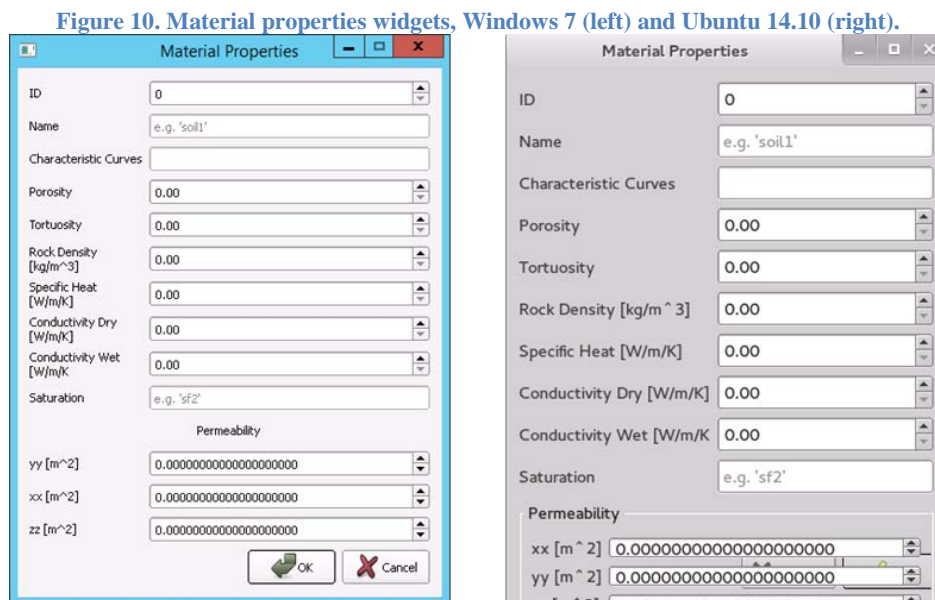 Figure 10. Material properties widgets, Windows 7 (left) and Ubuntu 14.10 (right).
Material Properties
ID
0
Name
e.g. 'soil1'
Characteristic Curves
Porosity
0.00
Tortuosity
0.00
Rock Density
[kg/m^3]
0.00
Specific Heat
[W/m/K]
0.00
Conductivity Dry
[W/m/K]
0.00
Conductivity Wet
[W/m/K
0.00
Saturation
e.g. 'sf2'
Permeability
yy [m^2]
0.00000000000000000000
xx [m^2]
0.00000000000000000000
zz [m^2]
0.00000000000000000000
OK
Cancel
Material Properties
ID
0
Name
e.g. 'soil1'
Characteristic Curves
Porosity
0.00
Tortuosity
0.00
Rock Density [kg/m^3]
0.00
Specific Heat [W/m/K]
0.00
Conductivity Dry [W/m/K]
0.00
Conductivity Wet [W/m/K
0.00
Saturation
e.g. 'sf2'
Permeability
xx [m^2]
0.00000000000000000000
yy [m^2]
0.00000000000000000000